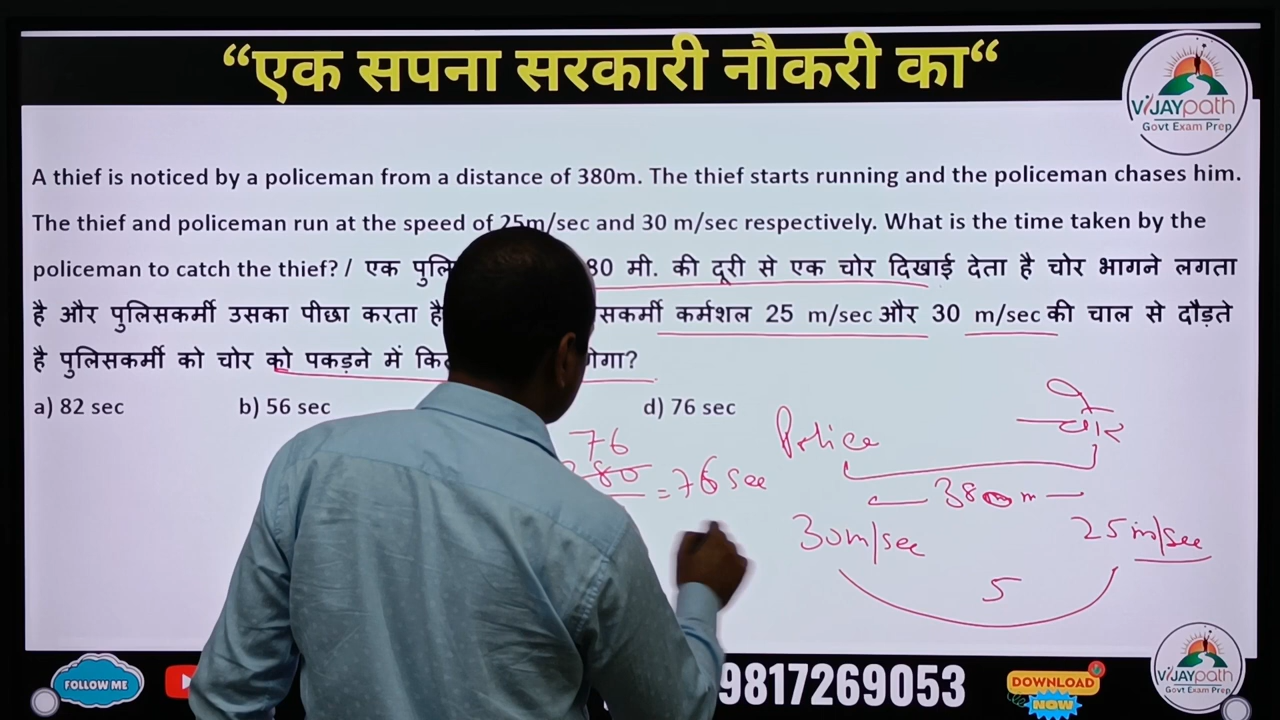 “एक सपना सरकारी नौकरी का“
VIJAYpath
Govt Exam Prep
A thief is noticed by a policeman from a distance of 380m. The thief starts running and the policeman chases him.
The thief and policeman run at the speed of 25m/sec and 30 m/sec respectively. What is the time taken by the
policeman to catch the thief? / एक 80 मी. की दूरी से एक चोर दिखाई देता है चोर भागने लगता
है और पुलिसकर्मी उसका पीछा करता है सकर्मी कर्मशल 25 m/sec और 30 m/sec की चाल से दौड़ते
है पुलिसकर्मी को चोर को पकड़ने में गेगा?
a) 82 sec b) 56 sec d) 76 sec
Police चोर
76
380 = 76 sec
380 m
30m/sec 25 m/sec
5
FOLLOW ME
9817269053
DOWNLOAD
NOW
VIJAYpath
Govt Exam Prep